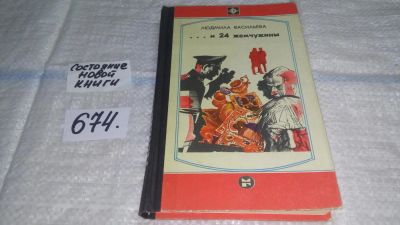 СОСТОЯНИЕ
НОВОЙ
КНИГИ
674.
ЛЮДМИЛА ВАСИЛЬЕВА
. . . и 24 жемчужины